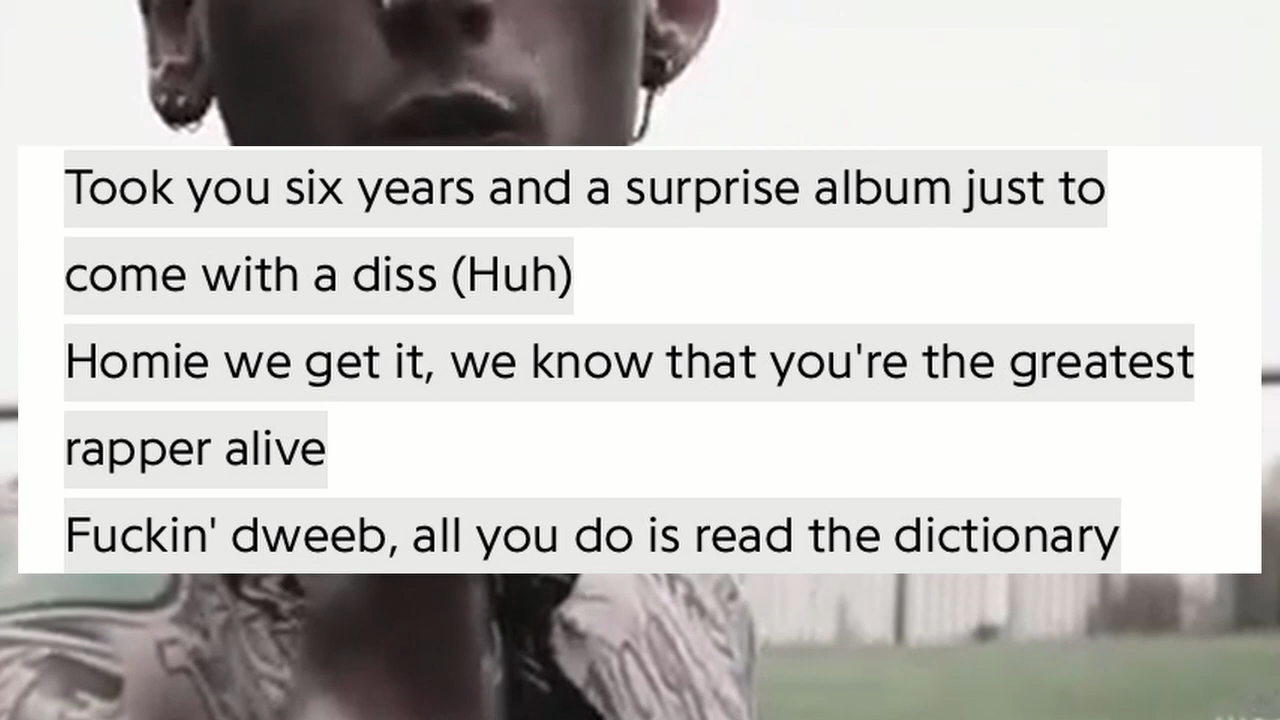 Took you six years and a surprise album just to
come with a diss (Huh)
Homie we get it, we know that you're the greatest
rapper alive
Fuckin' dweeb, all you do is read the dictionary